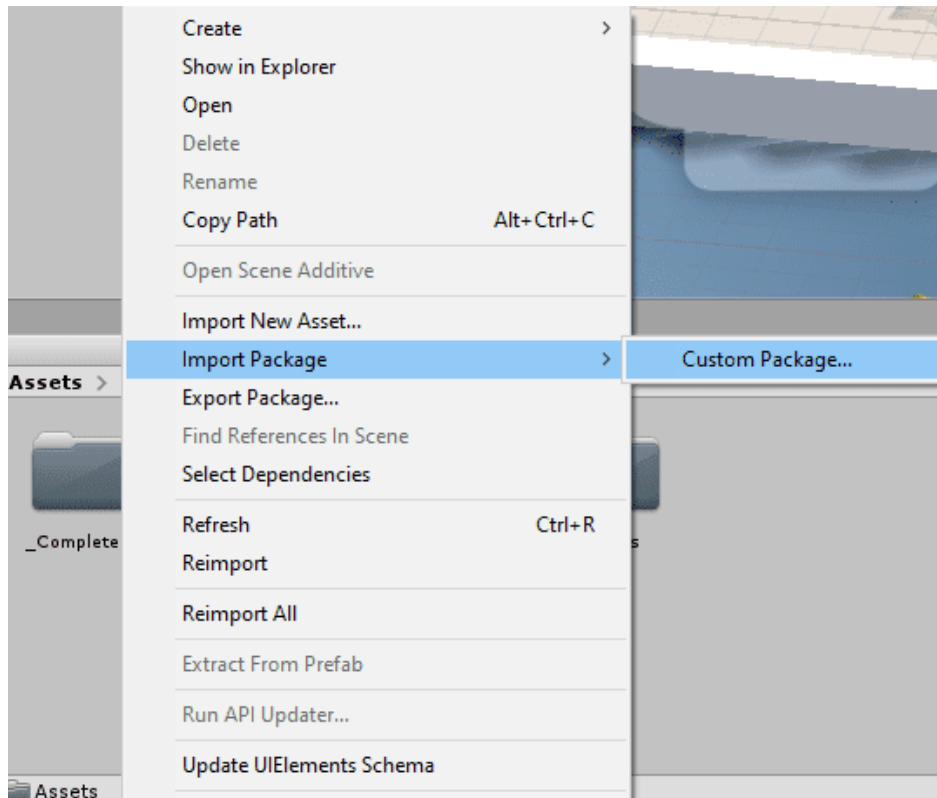 Create
Show in Explorer
Open
Delete
Rename
Copy Path Alt+Ctrl+C
Open Scene Additive
Import New Asset...
Import Package Custom Package...
Assets
Export Package...
Find References In Scene
Select Dependencies
Refresh Ctrl+R
_Complete s
Reimport
Reimport All
Extract From Prefab
Run API Updater...
Update UIElements Schema
Assets